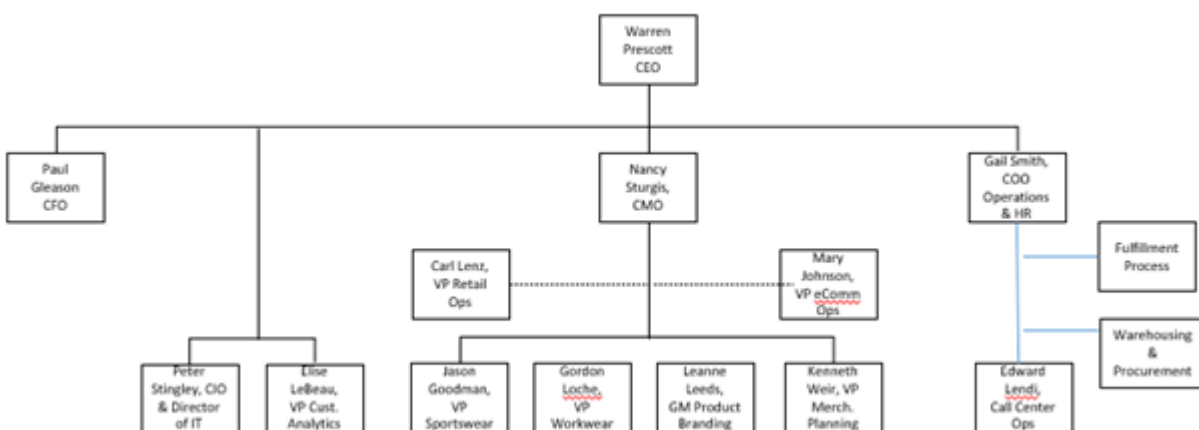 Warren
Prescott
CEO
Paul
Gleason
CFO
Nancy
Sturgis,
CMO
Gail Smith,
COO
Operations
& HR
Carl Lenz,
VP Retail
Ops
Mary
Johnson,
VP eComm
Ops
Fulfillment
Process
Warehousing
&
Procurement
Peter
Stingley, CIO
& Director
of IT
Elise
LeBeau,
VP Cust.
Analytics
Jason
Goodman,
VP
Sportswear
Gordon
Loche,
VP
Workwear
Leanne
Leeds,
GM Product
Branding
Kenneth
Weir, VP
Merch.
Planning
Edward
Lendi,
Call Center
Ops